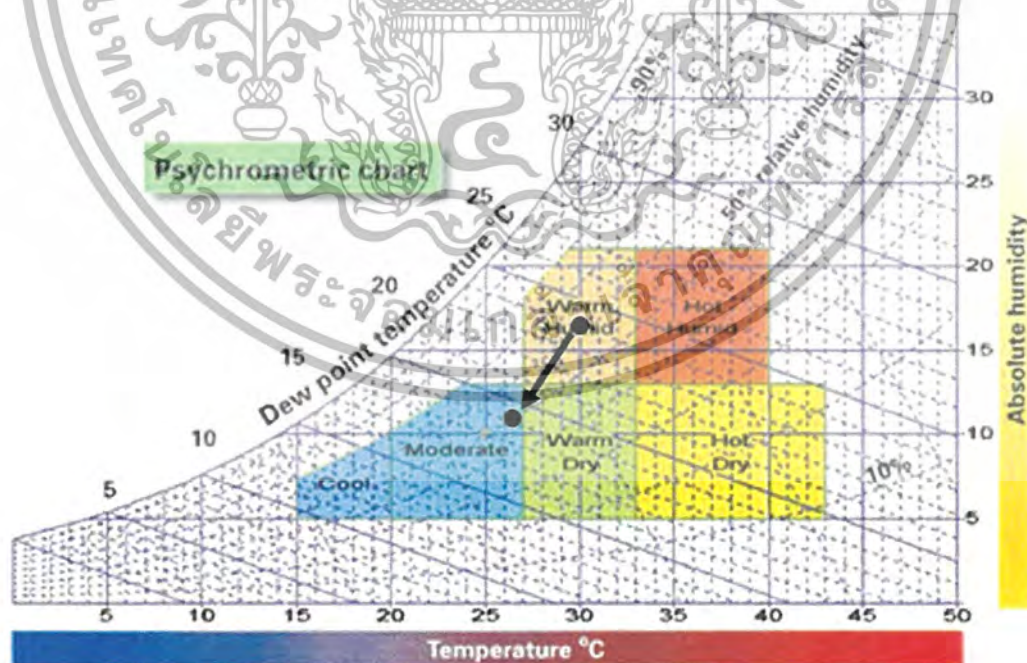 90%
50% relative humidity
30
Psychrometric chart
25
20
15
10
5
Dew point temperature °C
Warm
Humid
Hot
Humid
Moderate
Cool
Warm
Dry
Hot
Dry
10%
30
25
20
15
10
5
Absolute humidity
5 10 15 20 25 30 35 40 45 50
Temperature °C